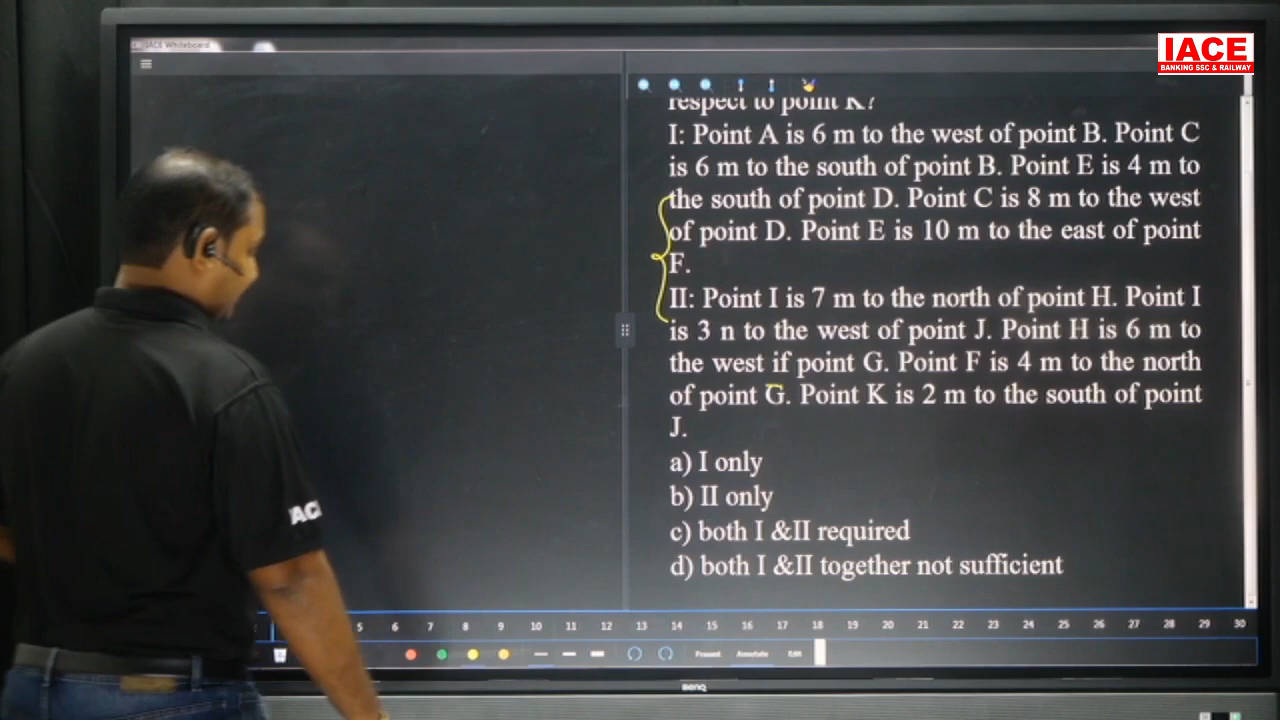 IACE Whiteboard
IACE
BANKING SSC & RAILWAY
respect to point K?
I: Point A is 6 m to the west of point B. Point C
is 6 m to the south of point B. Point E is 4 m to
the south of point D. Point C is 8 m to the west
of point D. Point E is 10 m to the east of point
F.
II: Point I is 7 m to the north of point H. Point I
is 3 n to the west of point J. Point H is 6 m to
the west if point G. Point F is 4 m to the north
of point G. Point K is 2 m to the south of point
J.
a) I only
b) II only
c) both I &II required
d) both I &II together not sufficient
IACE
5 6 7 8 9 10 11 12 13 14 15 16 17 18 19 20 21 22 23 24 25 26 27 28 29 30
Present Annotate Edit
BenQ